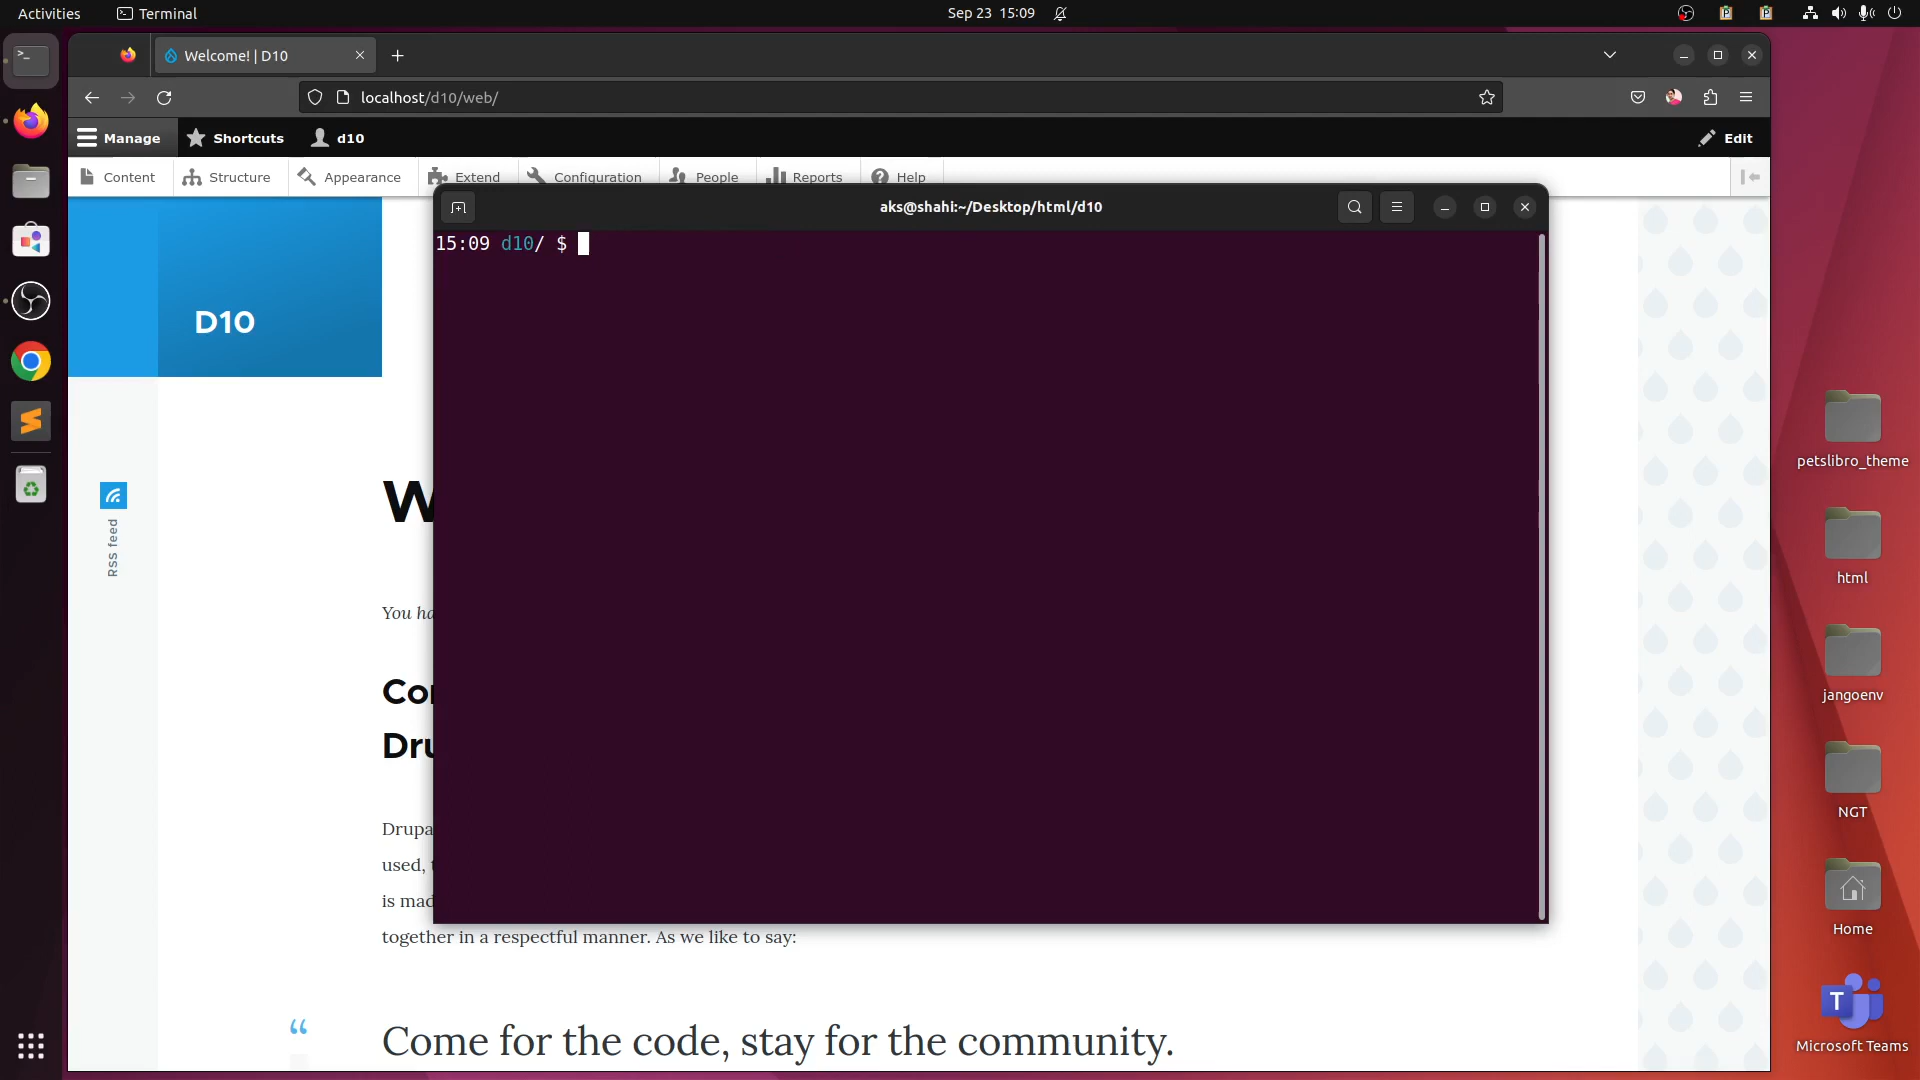 Activities
Terminal
Sep 23 15:09
Welcome! | D10
localhost/d10/web/
Manage
Shortcuts
d10
Edit
Content
Structure
Appearance
Extend
Configuration
People
Reports
Help
aks@shahi:~/Desktop/html/d10
15:09 d10/ $
D10
RSS feed
W
You ha
Co
Dru
Drupa
used,
is mad
together in a respectful manner. As we like to say:
“
Come for the code, stay for the community.
petslibro_theme
html
jangoenv
NGT
Home
T
Microsoft Teams